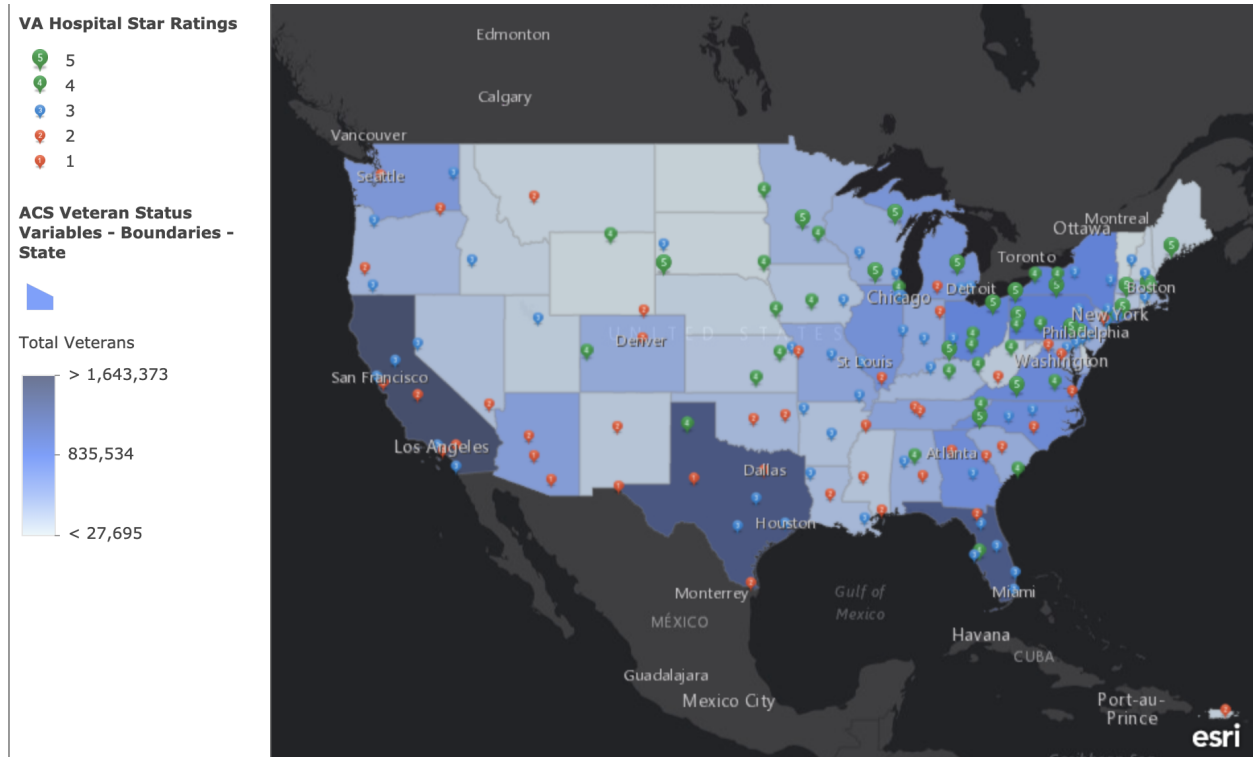 VA Hospital Star Ratings
5
4
3
2
1
ACS Veteran Status
Variables - Boundaries -
State
Total Veterans
> 1,643,373
835,534
< 27,695
Edmonton
Calgary
Vancouver
Seattle
Montreal
Ottawa
Toronto
Boston
Detroit
Chicago
New York
UNITED STATES
Philadelphia
Denver
St Louis
Washington
San Francisco
Los Angeles
Atlanta
Dallas
Houston
Monterrey
Miami
Gulf of
Mexico
MÉXICO
Havana
CUBA
Guadalajara
Mexico City
Port-au-
Prince
esri